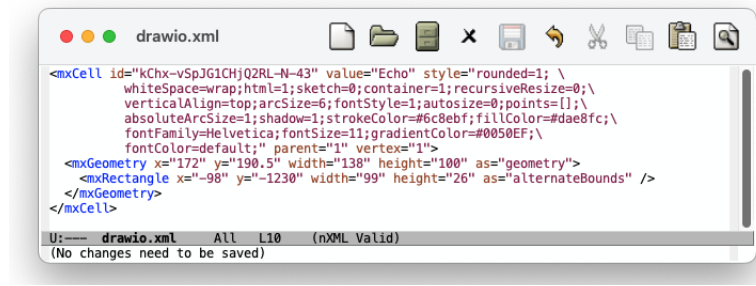 drawio.xml
<mxCell id="kChx-vSpJG1CHjQ2RL-N-43" value="Echo" style="rounded=1; \
whiteSpace=wrap;html=1;sketch=0;container=1;recursiveResize=0;\
verticalAlign=top;arcSize=6;fontStyle=1;autosize=0;points=[];\
absoluteArcSize=1;shadow=1;strokeColor=#6c8ebf;fillColor=#dae8fc;\
fontFamily=Helvetica;fontSize=11;gradientColor=#0050EF;\
fontColor=default;" parent="1" vertex="1">
<mxGeometry x="172" y="190.5" width="138" height="100" as="geometry">
<mxRectangle x="-98" y="-1230" width="99" height="26" as="alternateBounds" />
</mxGeometry>
</mxCell>
U:--- drawio.xml All L10 (nXML Valid)
(No changes need to be saved)